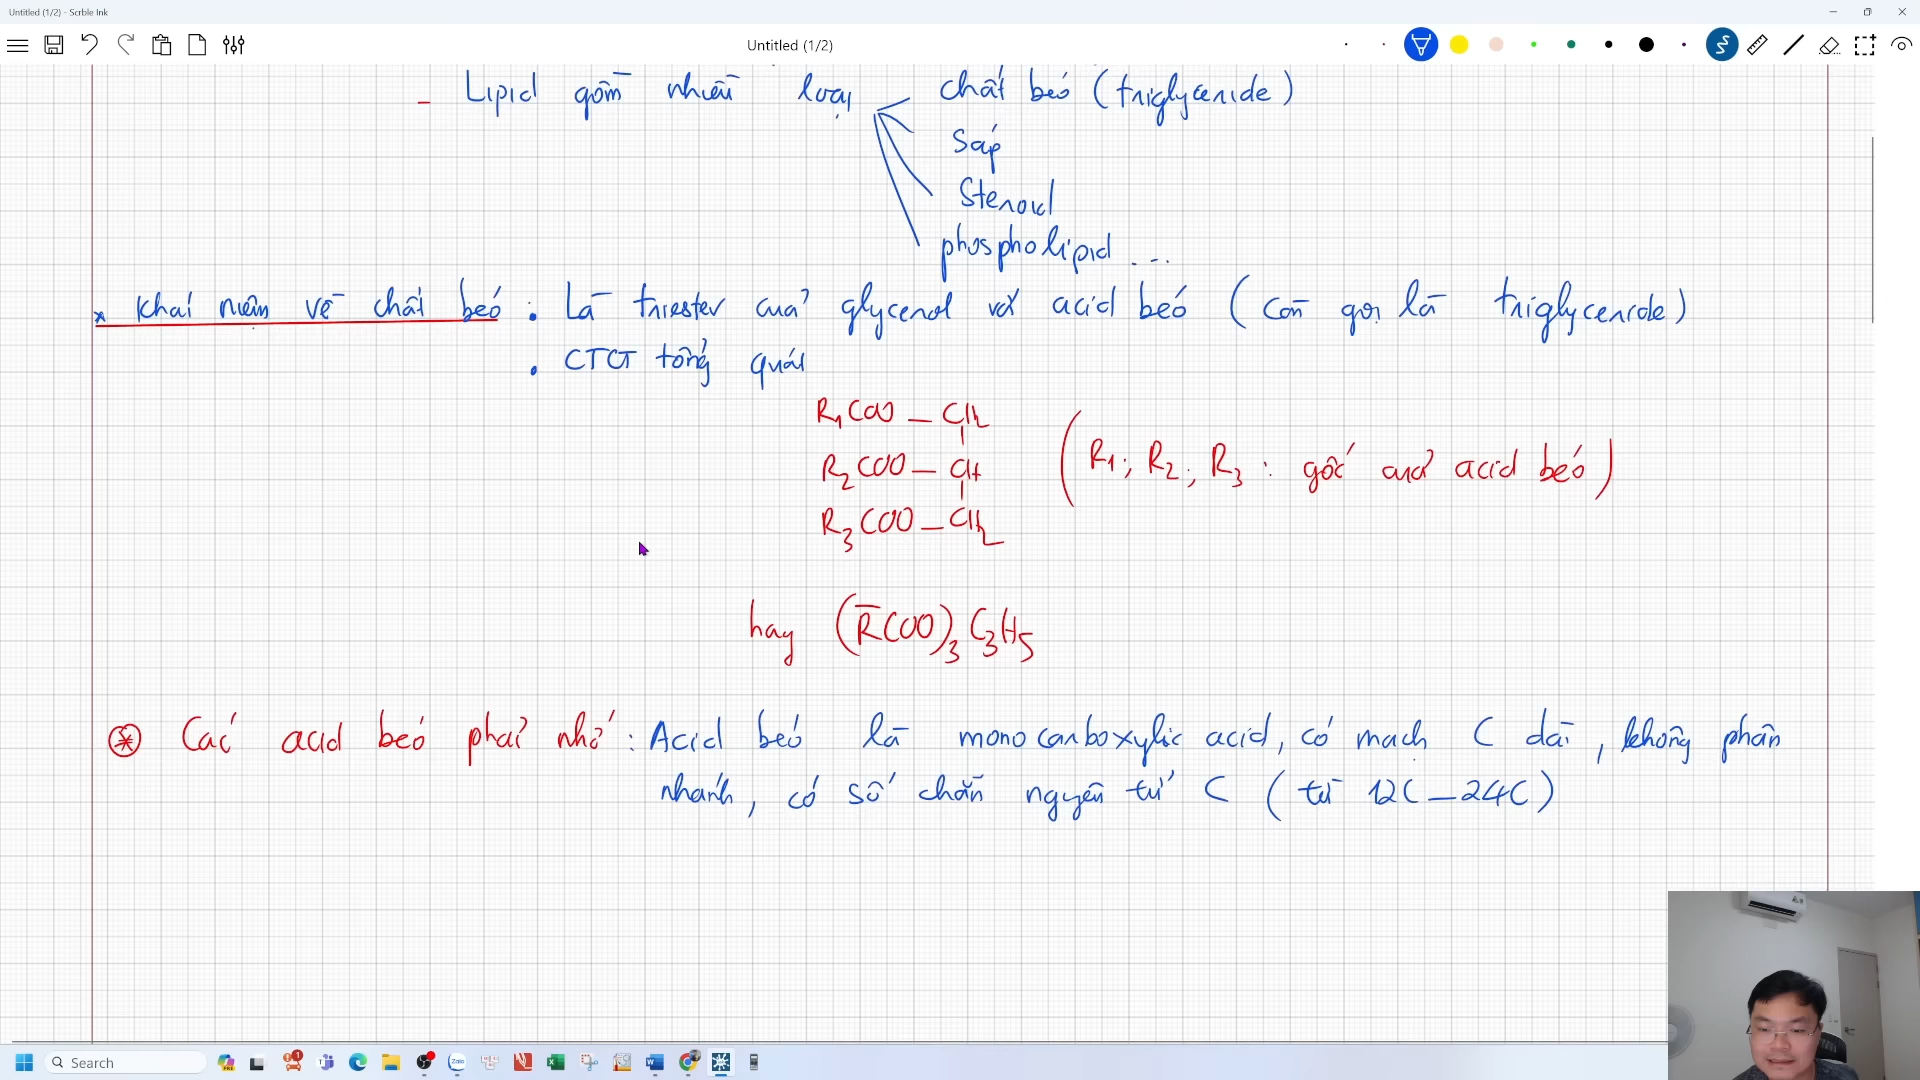 Untitled (1/2) - Scrble Ink
Untitled (1/2)
- Lipid gồm nhiều loại chất béo (triglyceride)
Sáp
Steroid
phospholipid ...
* Khái niệm về chất béo : Là triester của glycerol với acid béo ( còn gọi là triglyceride )
. CTCT tổng quát
R₁COO — CH₂
R₂COO — CH
R₃COO — CH₂
( R₁ ; R₂ ; R₃ : gốc của acid béo )
hay (R̄COO)₃C₃H₅
* Các acid béo phải nhớ : Acid béo là mono carboxylic acid, có mạch C dài , không phân
nhánh, có số chẵn nguyên tử C ( từ 12C — 24C )
Search